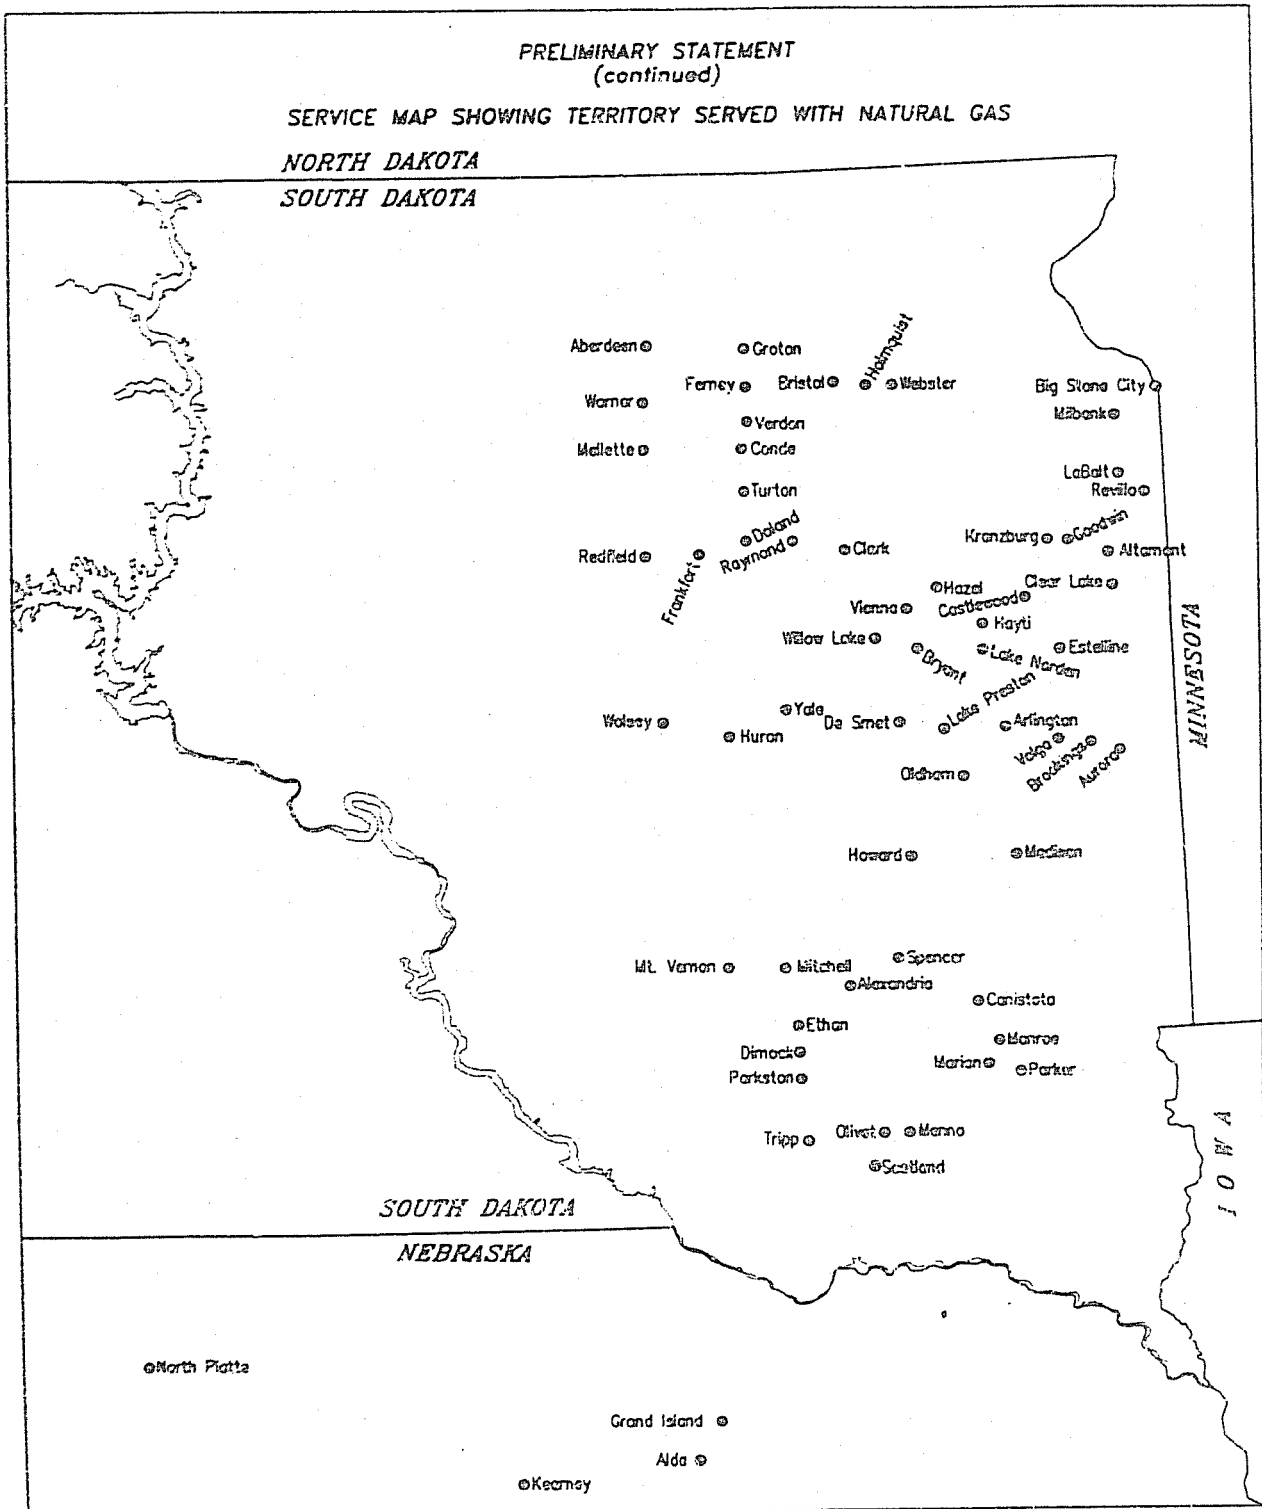 PRELIMINARY STATEMENT
(continued)
SERVICE MAP SHOWING TERRITORY SERVED WITH NATURAL GAS
NORTH DAKOTA
SOUTH DAKOTA
Aberdeen
Groton
Holmquist
Ferney
Bristol
Webster
Big Stone City
Warner
Milbank
Verdon
Mellette
Conde
LaBolt
Turton
Revillo
Doland
Raymond
Clark
Kranzburg
Goodwin
Altamont
Redfield
Frankfort
Hazel
Castlewood
Clear Lake
Vienna
Hayti
Willow Lake
Bryant
Lake Norden
Estelline
MINNESOTA
Yale
Lake Preston
Wolsey
De Smet
Arlington
Huron
Volga
Brookings
Aurora
Oldham
Howard
Madison
Spencer
Mt. Vernon
Mitchell
Alexandria
Canistota
Ethan
Monroe
Dimock
Marion
Parker
Parkston
Olivet
Menno
Tripp
Scotland
IOWA
SOUTH DAKOTA
NEBRASKA
North Platte
Grand Island
Alda
Kearney